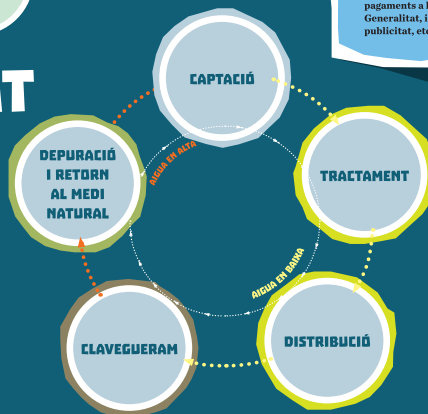 pagaments a l
Generalitat, i
publicitat, etc
NT
CAPTACIÓ
DEPURACIÓ
I RETORN
AL MEDI
NATURAL
AIGUA EN ALTA
TRACTAMENT
AIGUA EN BAIXA
CLAVEGUERAM
DISTRIBUCIÓ